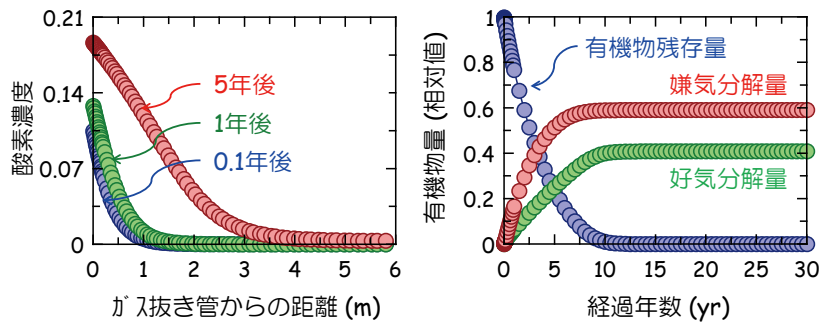 酸素濃度
0.21
0.14
0.07
0
5年後
1年後
0.1年後
0 1 2 3 4 5 6
ガス抜き管からの距離 (m)
有機物量 (相対値)
1
0.8
0.6
0.4
0.2
0
有機物残存量
嫌気分解量
好気分解量
0 5 10 15 20 25 30
経過年数 (yr)